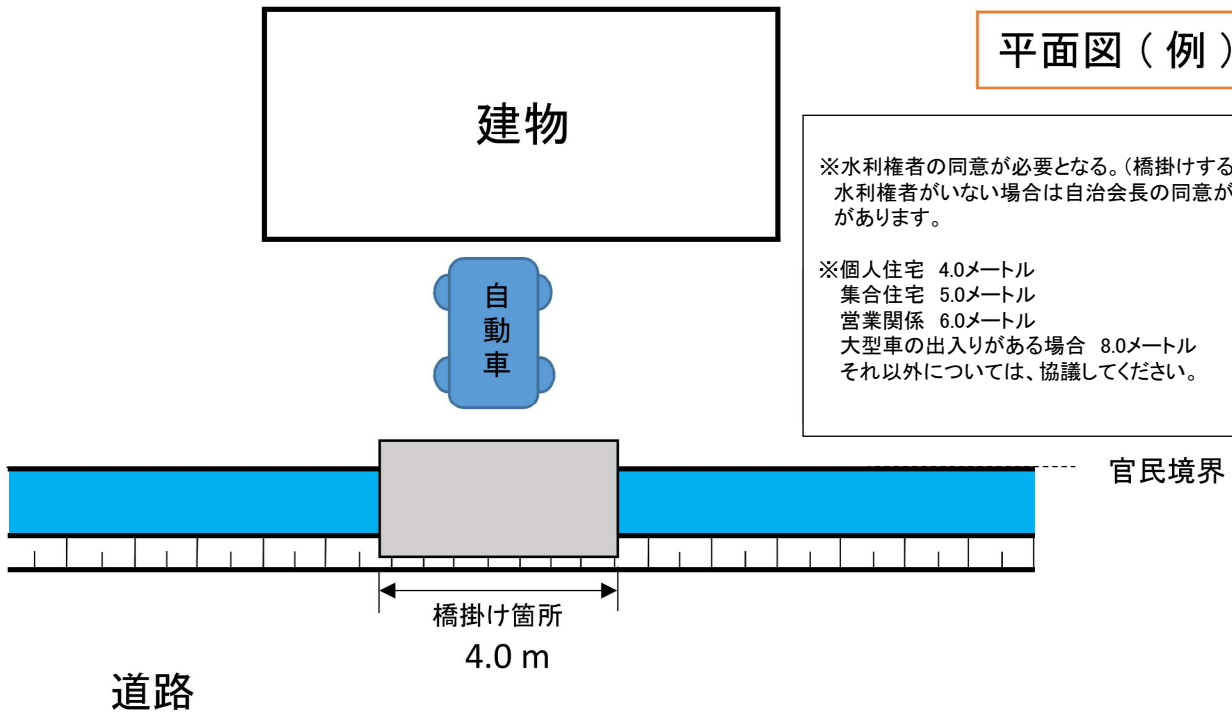 平面図（例）
建物
※水利権者の同意が必要となる。（橋掛けする
水利権者がいない場合は自治会長の同意が
があります。
※個人住宅 4.0メートル
集合住宅 5.0メートル
営業関係 6.0メートル
大型車の出入りがある場合 8.0メートル
それ以外については、協議してください。
自動車
官民境界
橋掛け箇所
4.0 m
道路